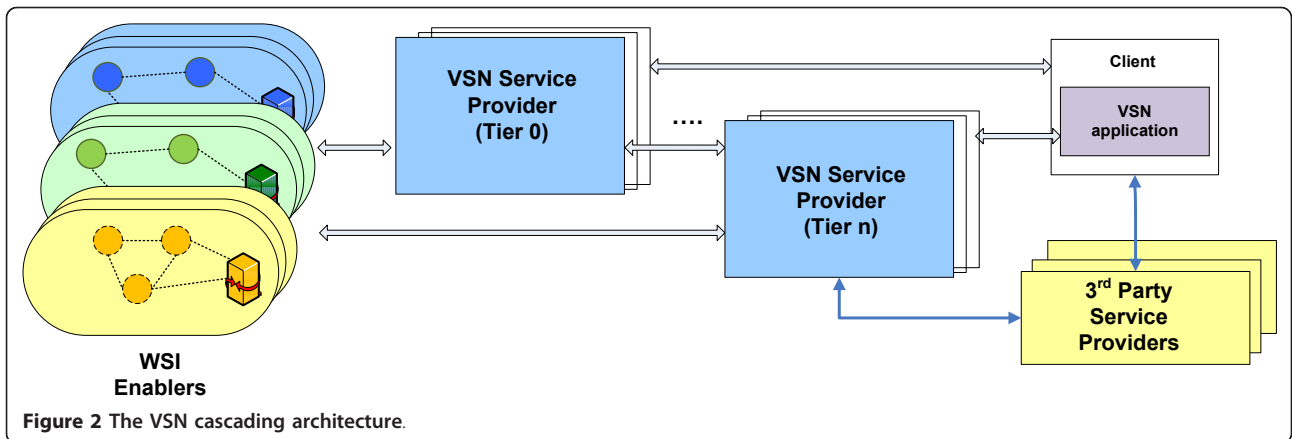 VSN Service
Provider
(Tier 0)
....
VSN Service
Provider
(Tier n)
Client
VSN
application
3rd Party
Service
Providers
WSI
Enablers
Figure 2 The VSN cascading architecture.